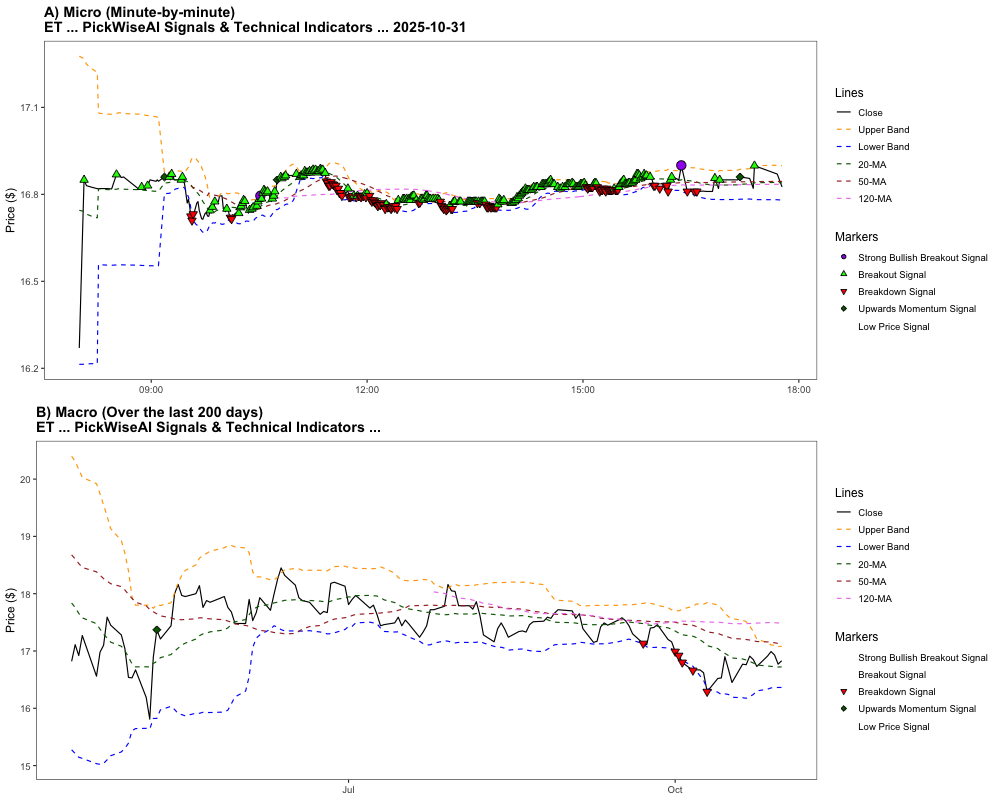 A) Micro (Minute-by-minute)
ET ... PickWiseAI Signals & Technical Indicators ... 2025-10-31
Price ($)
17.1
16.8
16.5
16.2
09:00
12:00
15:00
18:00
Lines
Close
Upper Band
Lower Band
20-MA
50-MA
120-MA
Markers
Strong Bullish Breakout Signal
Breakout Signal
Breakdown Signal
Upwards Momentum Signal
Low Price Signal
B) Macro (Over the last 200 days)
ET ... PickWiseAI Signals & Technical Indicators ...
Price ($)
20
19
18
17
16
15
Jul
Oct
Lines
Close
Upper Band
Lower Band
20-MA
50-MA
120-MA
Markers
Strong Bullish Breakout Signal
Breakout Signal
Breakdown Signal
Upwards Momentum Signal
Low Price Signal